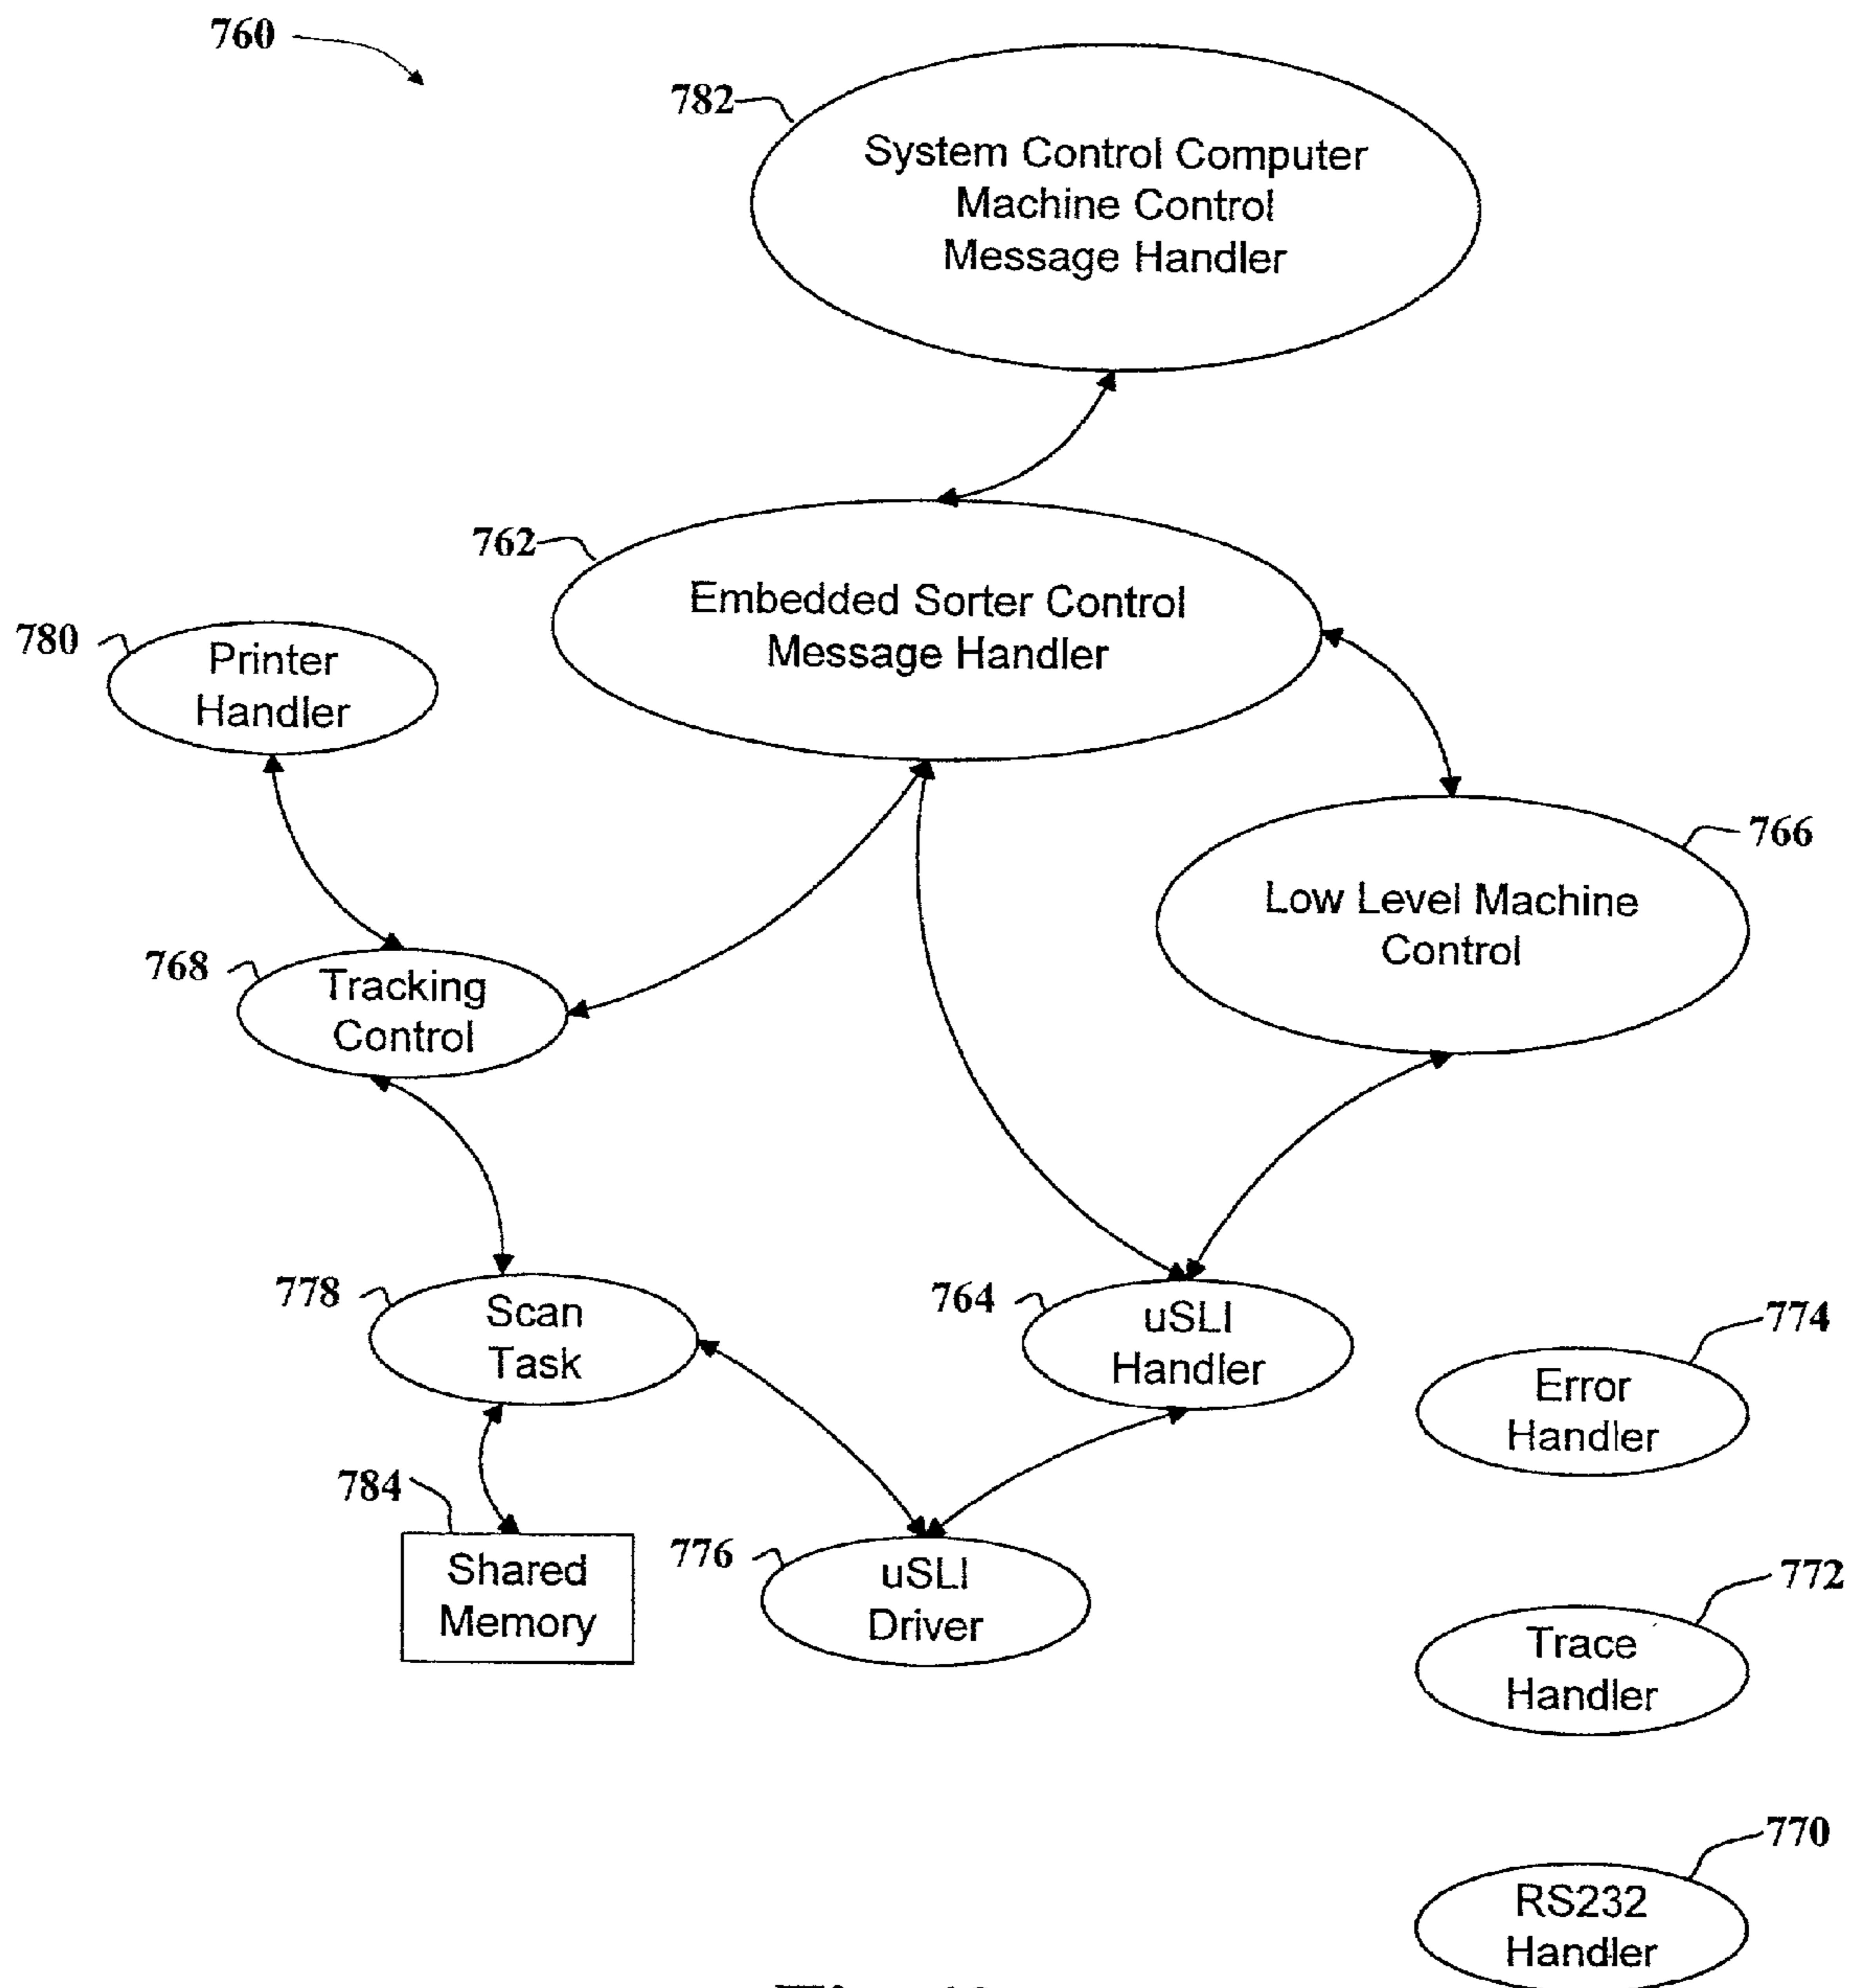 760
782
System Control Computer
Machine Control
Message Handler
762
Embedded Sorter Control
Message Handler
780
Printer
Handler
766
Low Level Machine
Control
768
Tracking
Control
778
Scan
Task
764
uSLI
Handler
774
Error
Handler
784
Shared
Memory
776
uSLI
Driver
772
Trace
Handler
770
RS232
Handler